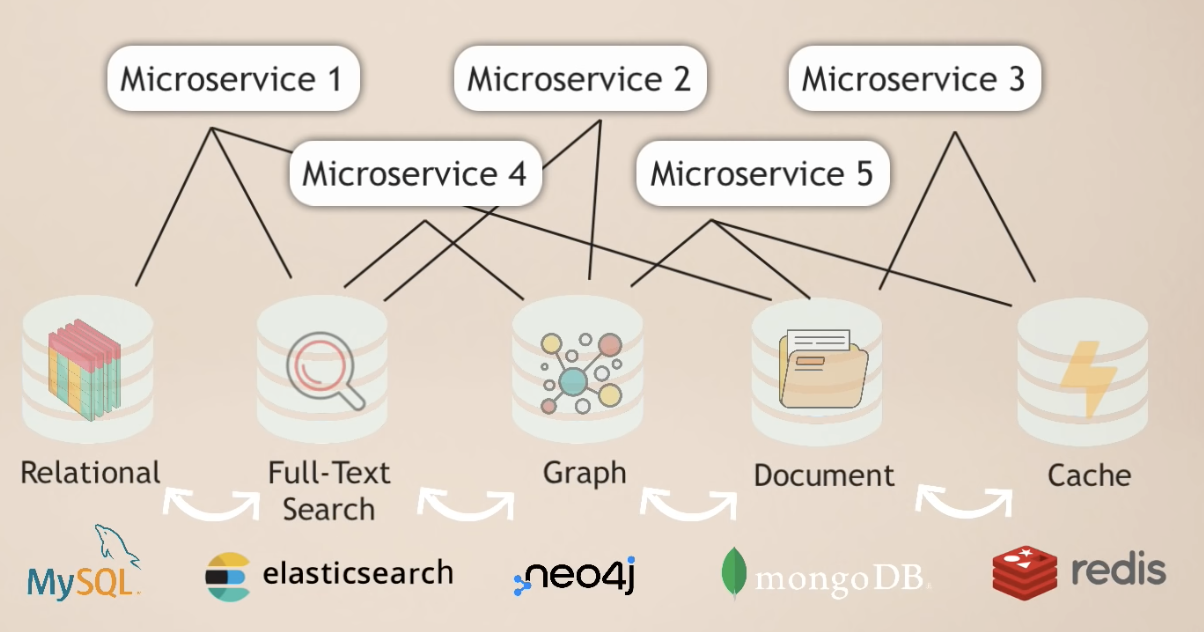 Microservice 1
Microservice 2
Microservice 3
Microservice 4
Microservice 5
Relational
Full-Text
Search
Graph
Document
Cache
MySQL
elasticsearch
neo4j
mongoDB
redis